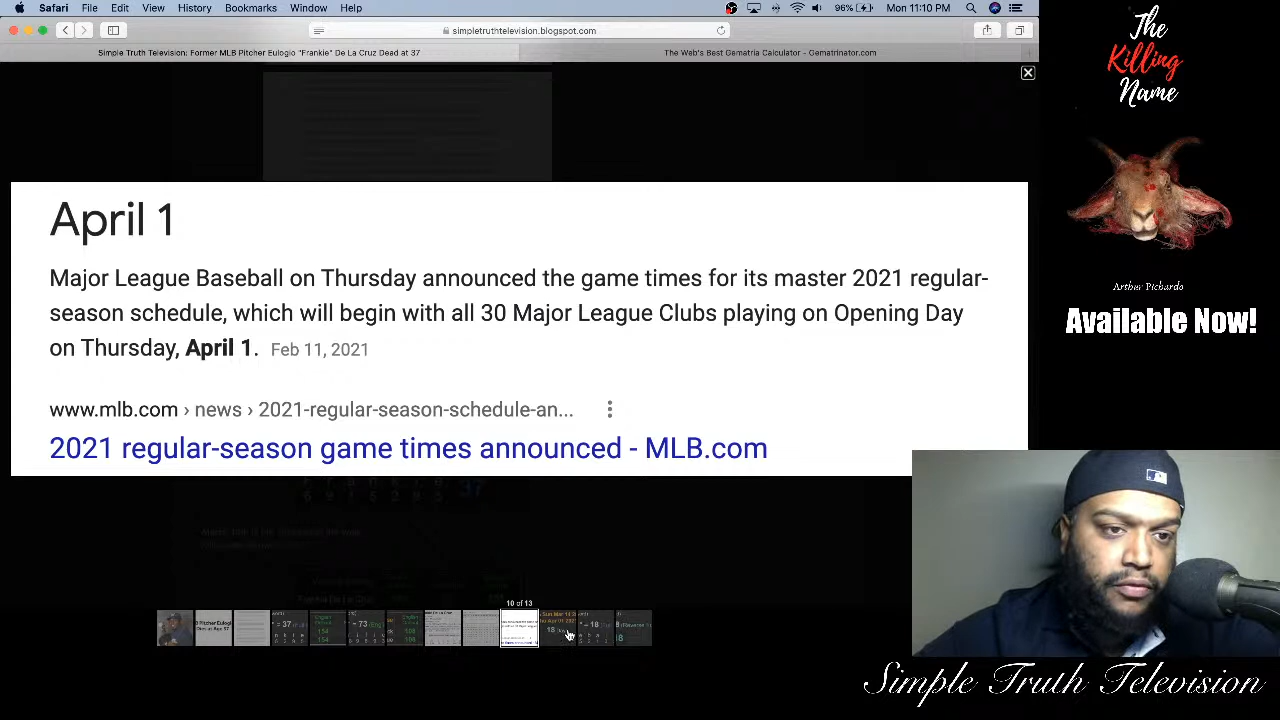 Safari File Edit View History Bookmarks Window Help 96% Mon 11:10 PM
simpletruthtelevision.blogspot.com
Simple Truth Television: Former MLB Pitcher Eulogio "Frankie" De La Cruz Dead at 37
The Web's Best Gematria Calculator - Gematrinator.com
The
Killing
Name
Arther Pichardo
Available Now!
April 1
Major League Baseball on Thursday announced the game times for its master 2021 regular-
season schedule, which will begin with all 30 Major League Clubs playing on Opening Day
on Thursday, April 1. Feb 11, 2021
www.mlb.com › news › 2021-regular-season-schedule-an...
2021 regular-season game times announced - MLB.com
10 of 13
Simple Truth Television